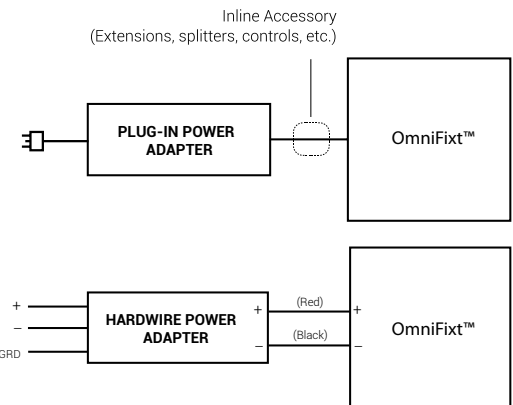 Inline Accessory
(Extensions, splitters, controls, etc.)
PLUG-IN POWER
ADAPTER
OmniFixt™
+
−
GRD
HARDWIRE POWER
ADAPTER
+
−
(Red)
(Black)
+
−
OmniFixt™